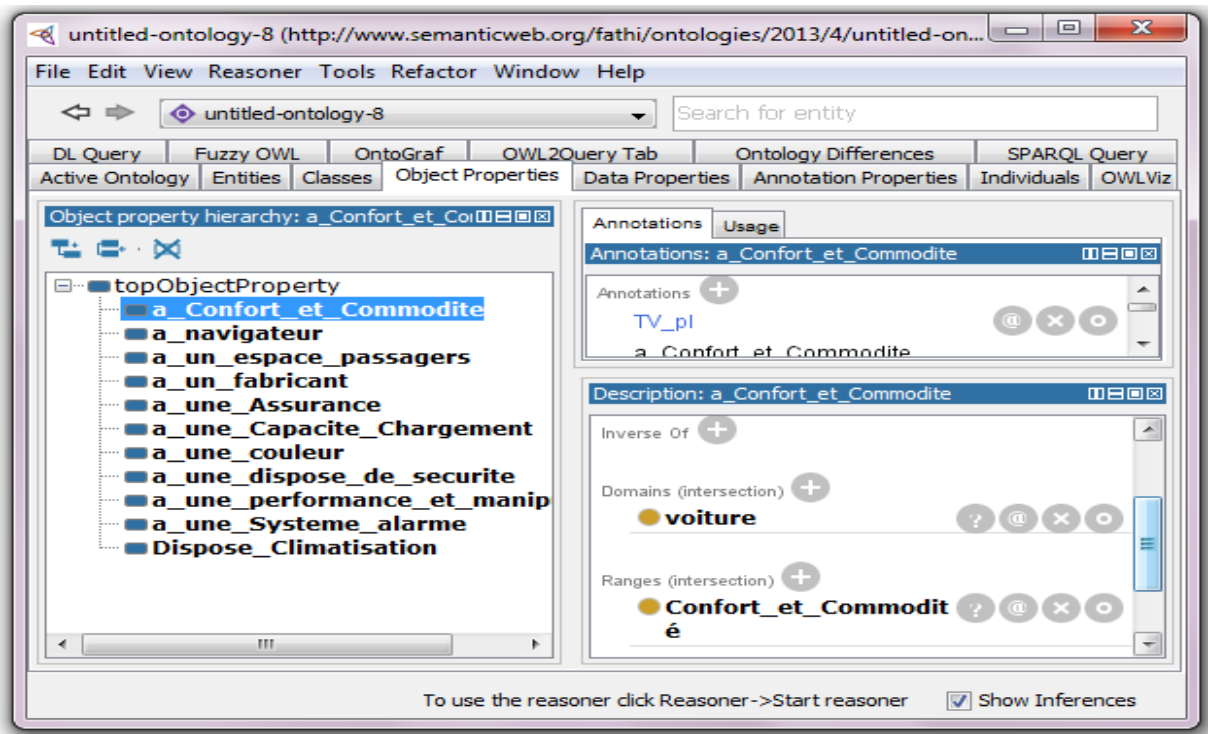 untitled-ontology-8 (http://www.semanticweb.org/fathi/ontologies/2013/4/untitled-on...
File Edit View Reasoner Tools Refactor Window Help
untitled-ontology-8
Search for entity
DL Query Fuzzy OWL OntoGraf OWL2Query Tab Ontology Differences SPARQL Query
Active Ontology Entities Classes Object Properties Data Properties Annotation Properties Individuals OWLViz
Object property hierarchy: a_Confort_et_Co
topObjectProperty
a_Confort_et_Commodite
a_navigateur
a_un_espace_passagers
a_un_fabricant
a_une_Assurance
a_une_Capacite_Chargement
a_une_couleur
a_une_dispose_de_securite
a_une_performance_et_manip
a_une_Systeme_alarme
Dispose_Climatisation
Annotations Usage
Annotations: a_Confort_et_Commodite
Annotations
TV_pl
a_Confort_et_Commodite
Description: a_Confort_et_Commodite
Inverse Of
Domains (intersection)
voiture
Ranges (intersection)
Confort_et_Commodit
é
To use the reasoner click Reasoner->Start reasoner Show Inferences